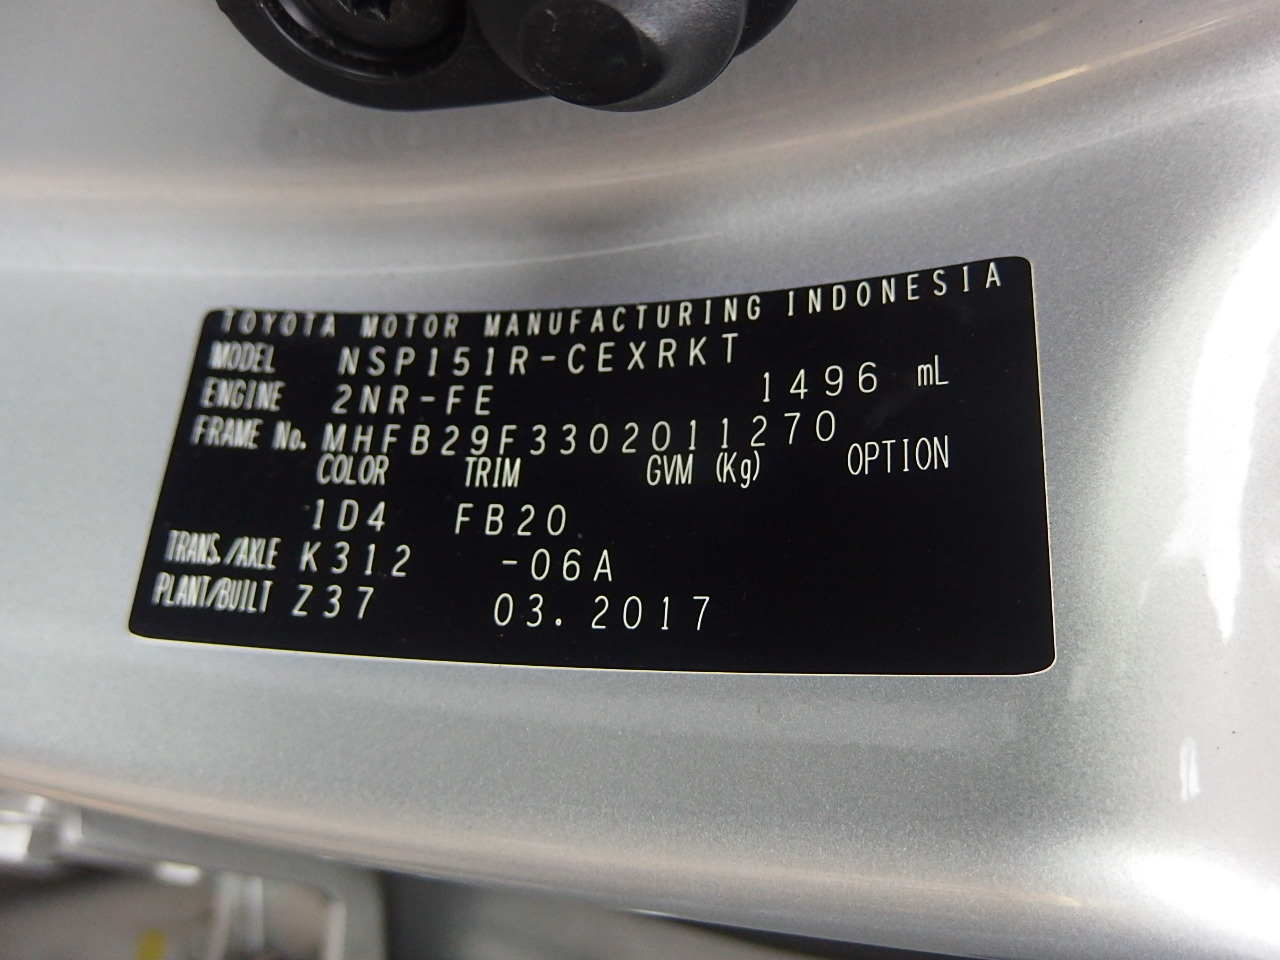 TOYOTA MOTOR MANUFACTURING INDONESIA
MODEL NSP151R-CEXRKT
ENGINE 2NR-FE 1496 mL
FRAME No. MHFB29F3302011270
COLOR TRIM GVM (Kg) OPTION
1D4 FB20
TRANS./AXLE K312 -06A
PLANT/BUILT Z37 03.2017